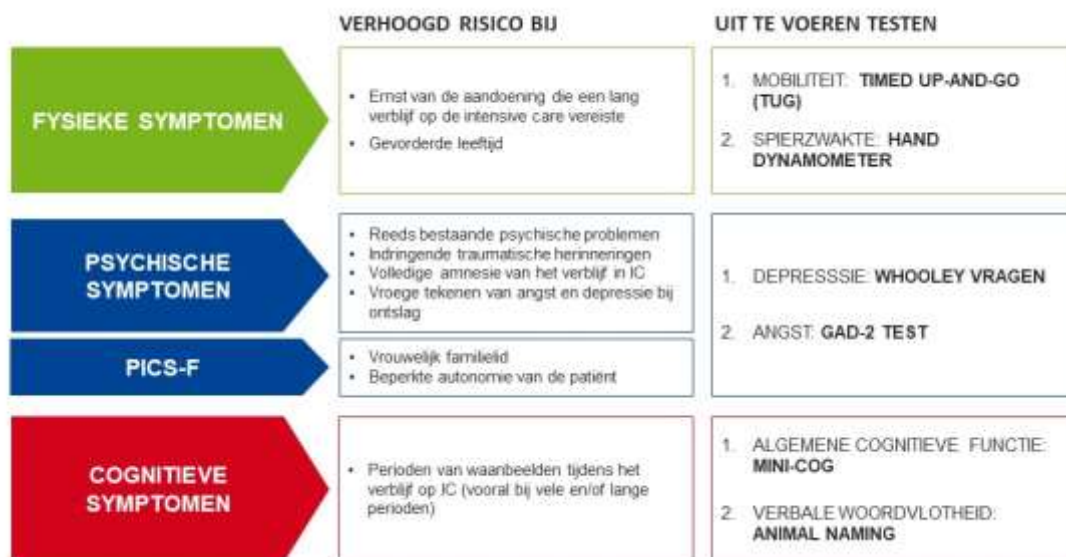 VERHOOGD RISICO BIJ
UIT TE VOEREN TESTEN
FYSIEKE SYMPTOMEN
• Ernst van de aandoening die een lang
verblijf op de intensive care vereiste
• Gevorderde leeftijd
1. MOBILITEIT: TIMED UP-AND-GO
(TUG)
2. SPIERZWAKTE: HAND
DYNAMOMETER
PSYCHISCHE
SYMPTOMEN
• Reeds bestaande psychische problemen
• Indringende traumatische herinneringen
• Volledige amnesie van het verblijf in IC
• Vroege tekenen van angst en depressie bij
ontslag
1. DEPRESSSIE: WHOOLEY VRAGEN
2. ANGST: GAD-2 TEST
PICS-F
• Vrouwelijk familielid
• Beperkte autonomie van de patiënt
COGNITIEVE
SYMPTOMEN
• Perioden van waanbeelden tijdens het
verblijf op IC (vooral bij vele en/of lange
perioden)
1. ALGEMENE COGNITIEVE FUNCTIE:
MINI-COG
2. VERBALE WOORDVLOTHEID:
ANIMAL NAMING